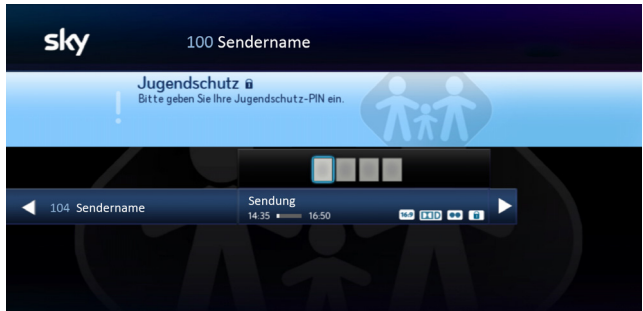 sky
100 Sendername
Jugendschutz
Bitte geben Sie Ihre Jugendschutz-PIN ein.
104 Sendername
Sendung
14:35 16:50
16:9 DD